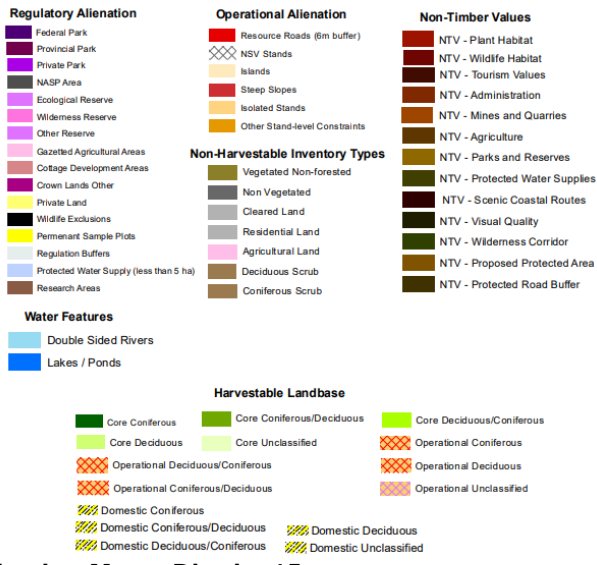 Regulatory Alienation
Federal Park
Provincial Park
Private Park
NASP Area
Ecological Reserve
Wilderness Reserve
Other Reserve
Gazetted Agricultural Areas
Cottage Development Areas
Crown Lands Other
Private Land
Wildlife Exclusions
Permenant Sample Plots
Regulation Buffers
Protected Water Supply (less than 5 ha)
Research Areas
Operational Alienation
Resource Roads (6m buffer)
NSV Stands
Islands
Steep Slopes
Isolated Stands
Other Stand-level Constraints
Non-Harvestable Inventory Types
Vegetated Non-forested
Non Vegetated
Cleared Land
Residential Land
Agricultural Land
Deciduous Scrub
Coniferous Scrub
Non-Timber Values
NTV - Plant Habitat
NTV - Wildlife Habitat
NTV - Tourism Values
NTV - Administration
NTV - Mines and Quarries
NTV - Agriculture
NTV - Parks and Reserves
NTV - Protected Water Supplies
NTV - Scenic Coastal Routes
NTV - Visual Quality
NTV - Wilderness Corridor
NTV - Proposed Protected Area
NTV - Protected Road Buffer
Water Features
Double Sided Rivers
Lakes / Ponds
Harvestable Landbase
Core Coniferous
Core Coniferous/Deciduous
Core Deciduous/Coniferous
Core Deciduous
Core Unclassified
Operational Coniferous
Operational Deciduous/Coniferous
Operational Deciduous
Operational Coniferous/Deciduous
Operational Unclassified
Domestic Coniferous
Domestic Coniferous/Deciduous
Domestic Deciduous
Domestic Deciduous/Coniferous
Domestic Unclassified